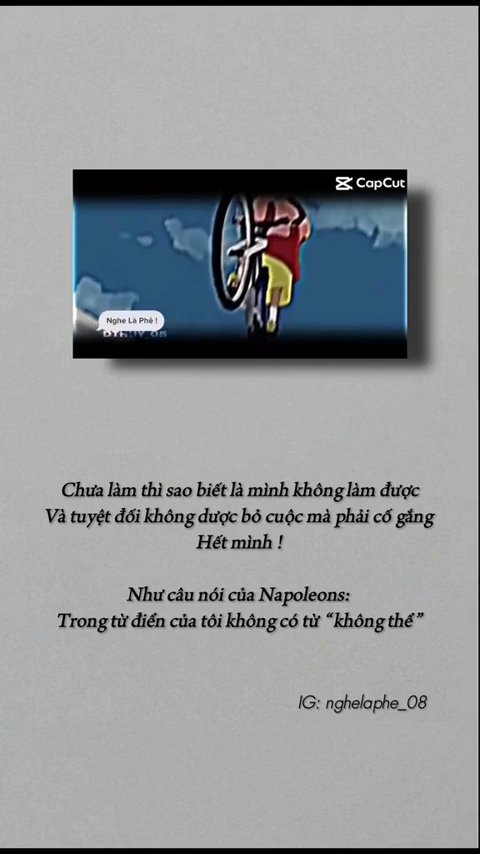 CapCut
Nghe Là Phê !
Chưa làm thì sao biết là mình không làm được
Và tuyệt đối không dược bỏ cuộc mà phải cố gắng
Hết mình !
Như câu nói của Napoleons:
Trong từ điển của tôi không có từ “không thể”
IG: nghelaphe_08